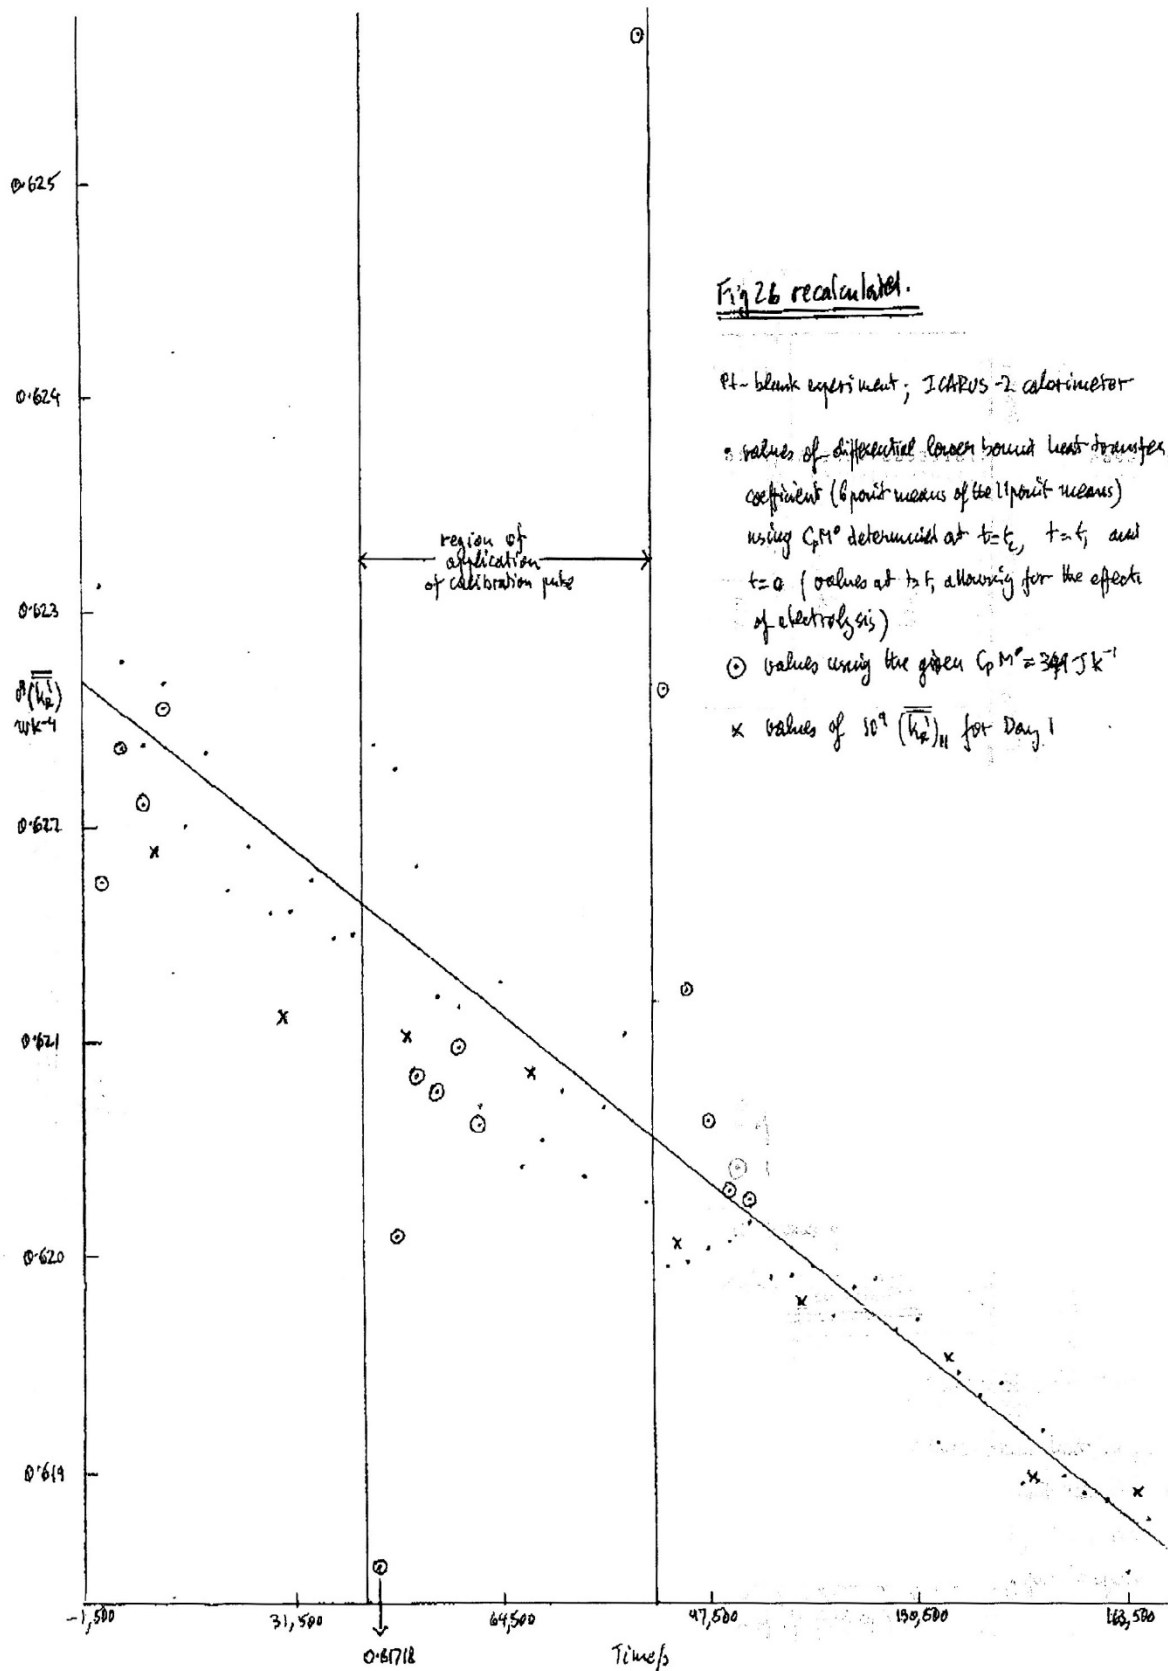 0.625
0.624
0.623
0.622
0.621
0.620
0.619
Fig 26 recalculated.
Pt-blank experiment; ICARUS-2 calorimeter
• values of differential lower bound heat transfer
coefficient (6 point means of the 11 point means)
using CpM° determined at t=t₂, t=t₁ and
t=0 (values at t>t, allowing for the effects
of electrolysis)
⊙ values using the given CpM° = J K⁻¹
× values of 10⁹ (k'R)₁₁ for Day 1
region of
application
of calibration pulse
(k'R)
WK⁻⁴
-1,500 31,500 64,500 97,500 130,500 163,500
0.61718
Time/s